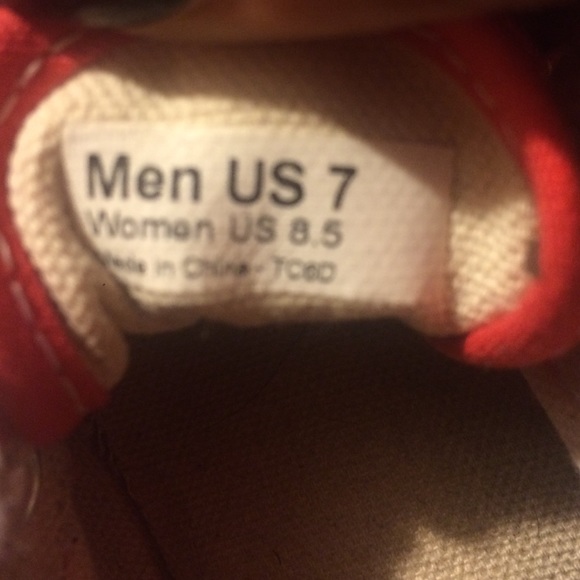 Men US 7
Women US 8.5
Made in China - TC6D